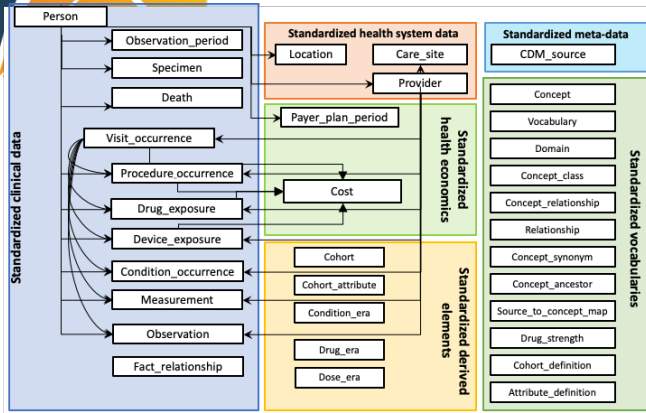 Person
Standardized clinical data
Observation_period
Specimen
Death
Visit_occurrence
Procedure_occurrence
Drug_exposure
Device_exposure
Condition_occurrence
Measurement
Observation
Fact_relationship
Standardized health system data
Location
Care_site
Provider
Payer_plan_period
Cost
Standardized
health economics
Cohort
Cohort_attribute
Condition_era
Drug_era
Dose_era
Standardized derived
elements
Standardized meta-data
CDM_source
Concept
Vocabulary
Domain
Concept_class
Concept_relationship
Relationship
Concept_synonym
Concept_ancestor
Source_to_concept_map
Drug_strength
Cohort_definition
Attribute_definition
Standardized vocabularies